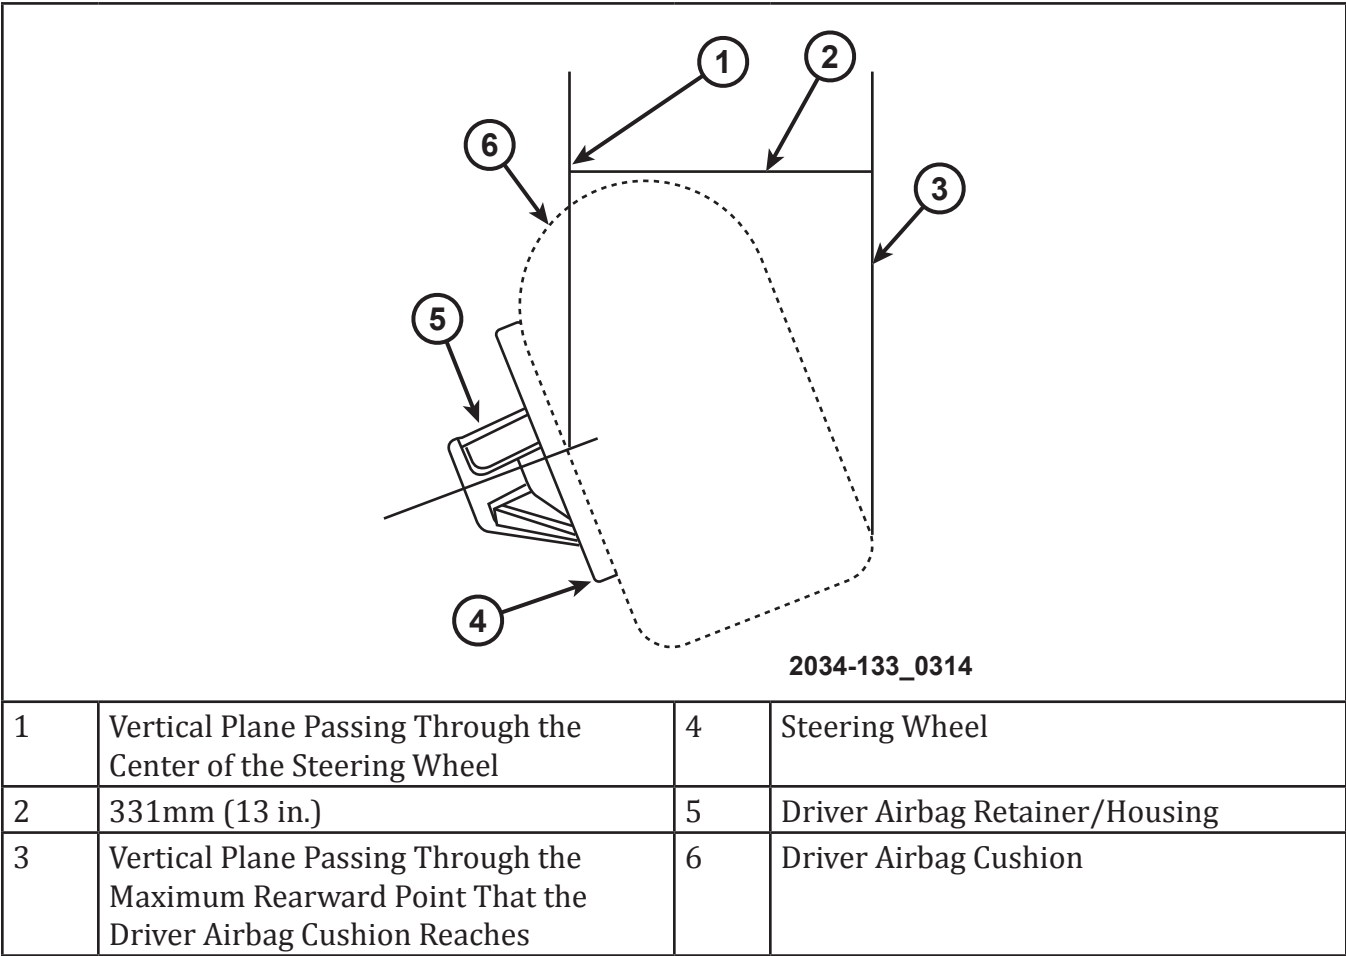 1
2
6
3
5
4
2034-133_0314
1 Vertical Plane Passing Through the
Center of the Steering Wheel
4 Steering Wheel
2 331mm (13 in.)
5 Driver Airbag Retainer/Housing
3 Vertical Plane Passing Through the
Maximum Rearward Point That the
Driver Airbag Cushion Reaches
6 Driver Airbag Cushion